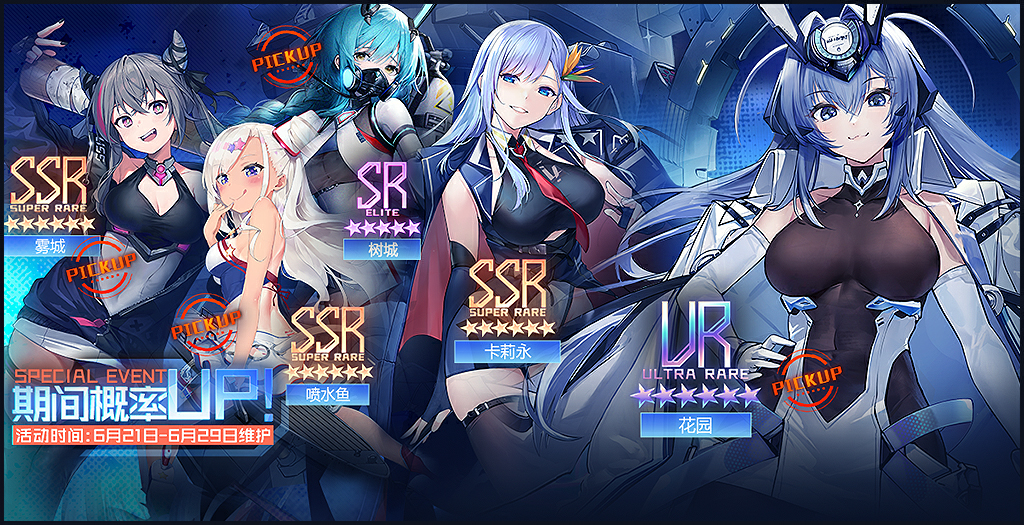 PICKUP
SSR
SUPER RARE
雾城
PICKUP
SR
ELITE
树城
PICKUP
SSR
SUPER RARE
喷水鱼
SSR
SUPER RARE
卡莉永
UR
ULTRA RARE
花园
PICKUP
SPECIAL EVENT
期间概率UP!
活动时间:6月21日-6月29日维护